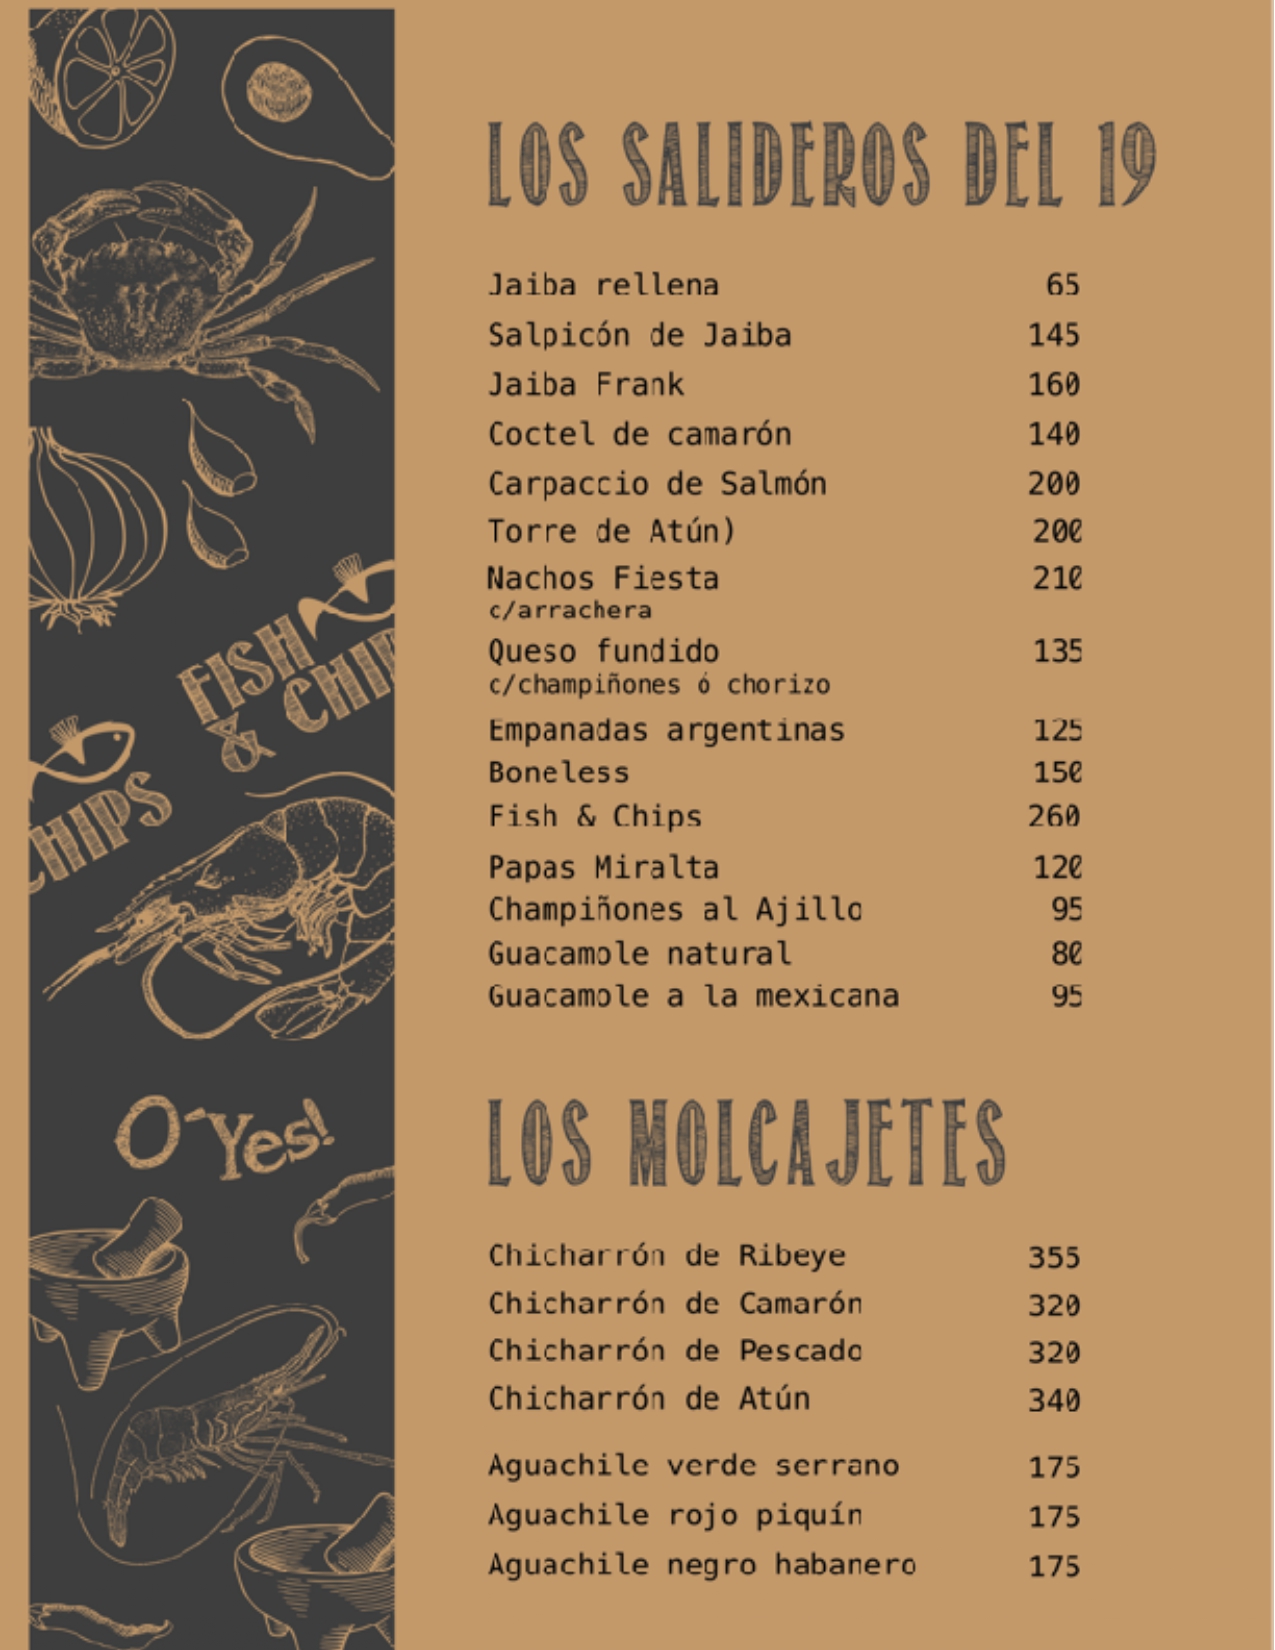 LOS SALIDEROS DEL 19
Jaiba rellena 65
Salpicón de Jaiba 145
Jaiba Frank 160
Coctel de camarón 140
Carpaccio de Salmón 200
Torre de Atún) 200
Nachos Fiesta 210
c/arrachera
Queso fundido 135
c/champiñones ó chorizo
Empanadas argentinas 125
Boneless 150
Fish & Chips 260
Papas Miralta 120
Champiñones al Ajillo 95
Guacamole natural 80
Guacamole a la mexicana 95
LOS MOLCAJETES
Chicharrón de Ribeye 355
Chicharrón de Camarón 320
Chicharrón de Pescado 320
Chicharrón de Atún 340
Aguachile verde serrano 175
Aguachile rojo piquín 175
Aguachile negro habanero 175
FISH
& CHIP
CHIPS
O´Yes!